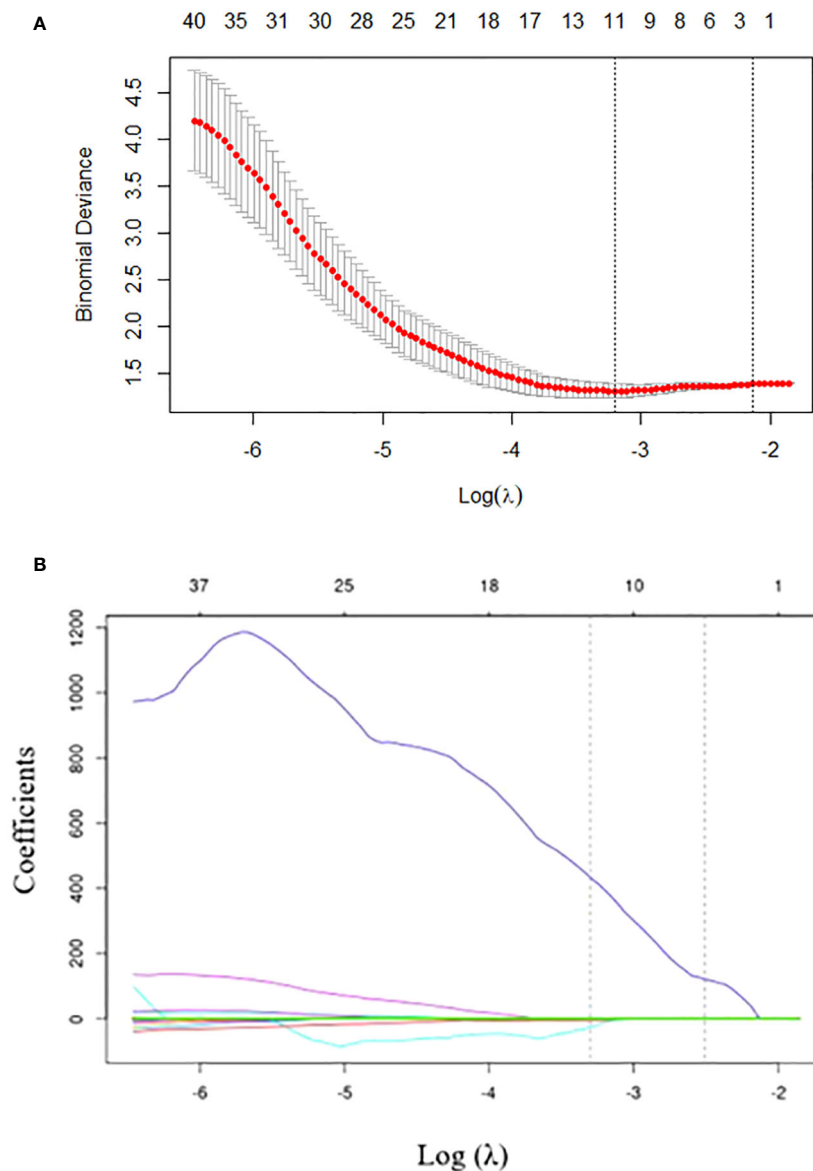 A
40 35 31 30 28 25 21 18 17 13 11 9 8 6 3 1
Binomial Deviance
4.5
4.0
3.5
3.0
2.5
2.0
1.5
-6 -5 -4 -3 -2
Log(λ)
B
37 25 18 10 1
Coefficients
1200
1000
800
600
400
200
0
-6 -5 -4 -3 -2
Log (λ)